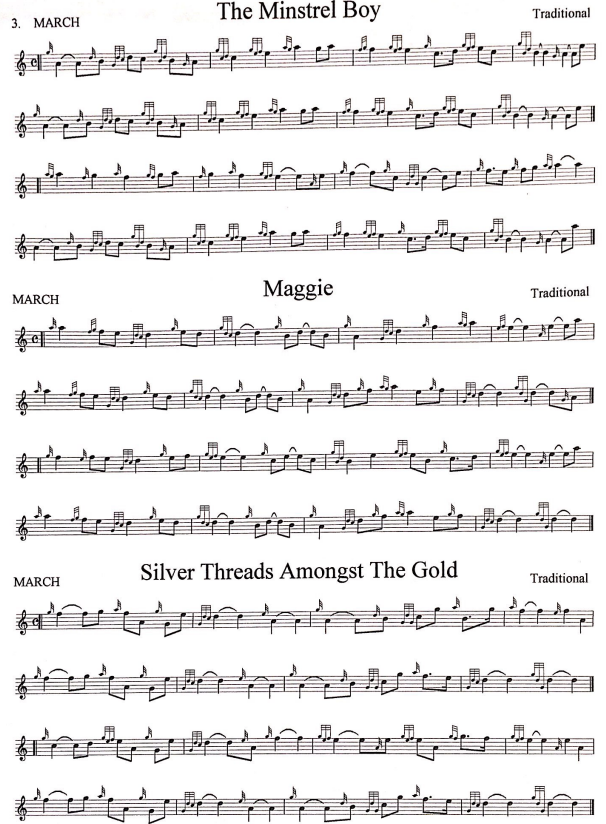 The Minstrel Boy
3. MARCH
Traditional
Maggie
MARCH
Traditional
Silver Threads Amongst The Gold
MARCH
Traditional